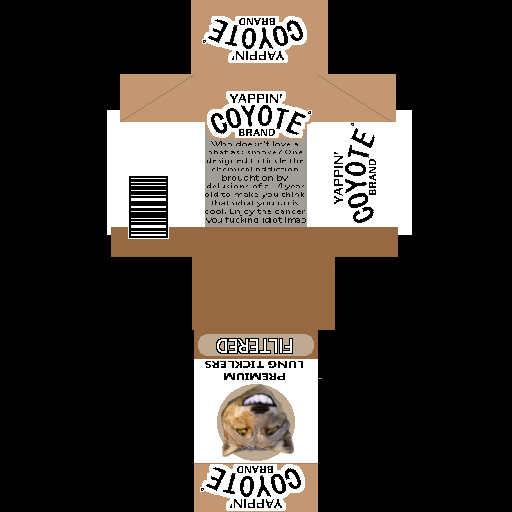 YAPPIN'
COYOTE
BRAND
YAPPIN'
COYOTE
BRAND
Who doesn't love a
that ass smoke? One
designed to tickle the
chemical addiction
brought on by
delusions of a 14 year
old to make you think
that what you do is
cool. Enjoy the cancer
you fucking idiot lmao
YAPPIN'
COYOTE
BRAND
FILTERED
PREMIUM
LUNG TICKLERS
YAPPIN'
COYOTE
BRAND